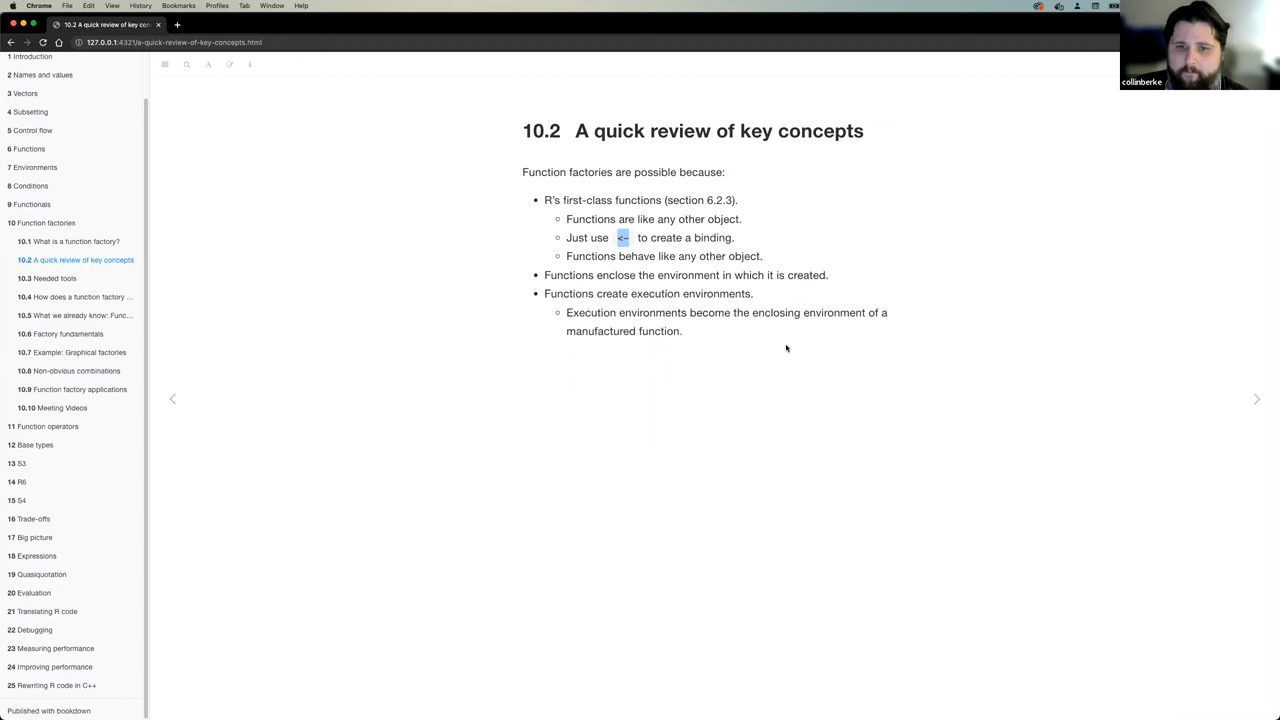 Chrome File Edit View History Bookmarks Profiles Tab Window Help
10.2 A quick review of key con
127.0.0.1:4321/a-quick-review-of-key-concepts.html
collinberke
1 Introduction
2 Names and values
3 Vectors
4 Subsetting
5 Control flow
6 Functions
7 Environments
8 Conditions
9 Functionals
10 Function factories
10.1 What is a function factory?
10.2 A quick review of key concepts
10.3 Needed tools
10.4 How does a function factory ...
10.5 What we already know: Func...
10.6 Factory fundamentals
10.7 Example: Graphical factories
10.8 Non-obvious combinations
10.9 Function factory applications
10.10 Meeting Videos
11 Function operators
12 Base types
13 S3
14 R6
15 S4
16 Trade-offs
17 Big picture
18 Expressions
19 Quasiquotation
20 Evaluation
21 Translating R code
22 Debugging
23 Measuring performance
24 Improving performance
25 Rewriting R code in C++
Published with bookdown
10.2 A quick review of key concepts
Function factories are possible because:
• R's first-class functions (section 6.2.3).
◦ Functions are like any other object.
◦ Just use <- to create a binding.
◦ Functions behave like any other object.
• Functions enclose the environment in which it is created.
• Functions create execution environments.
◦ Execution environments become the enclosing environment of a
manufactured function.